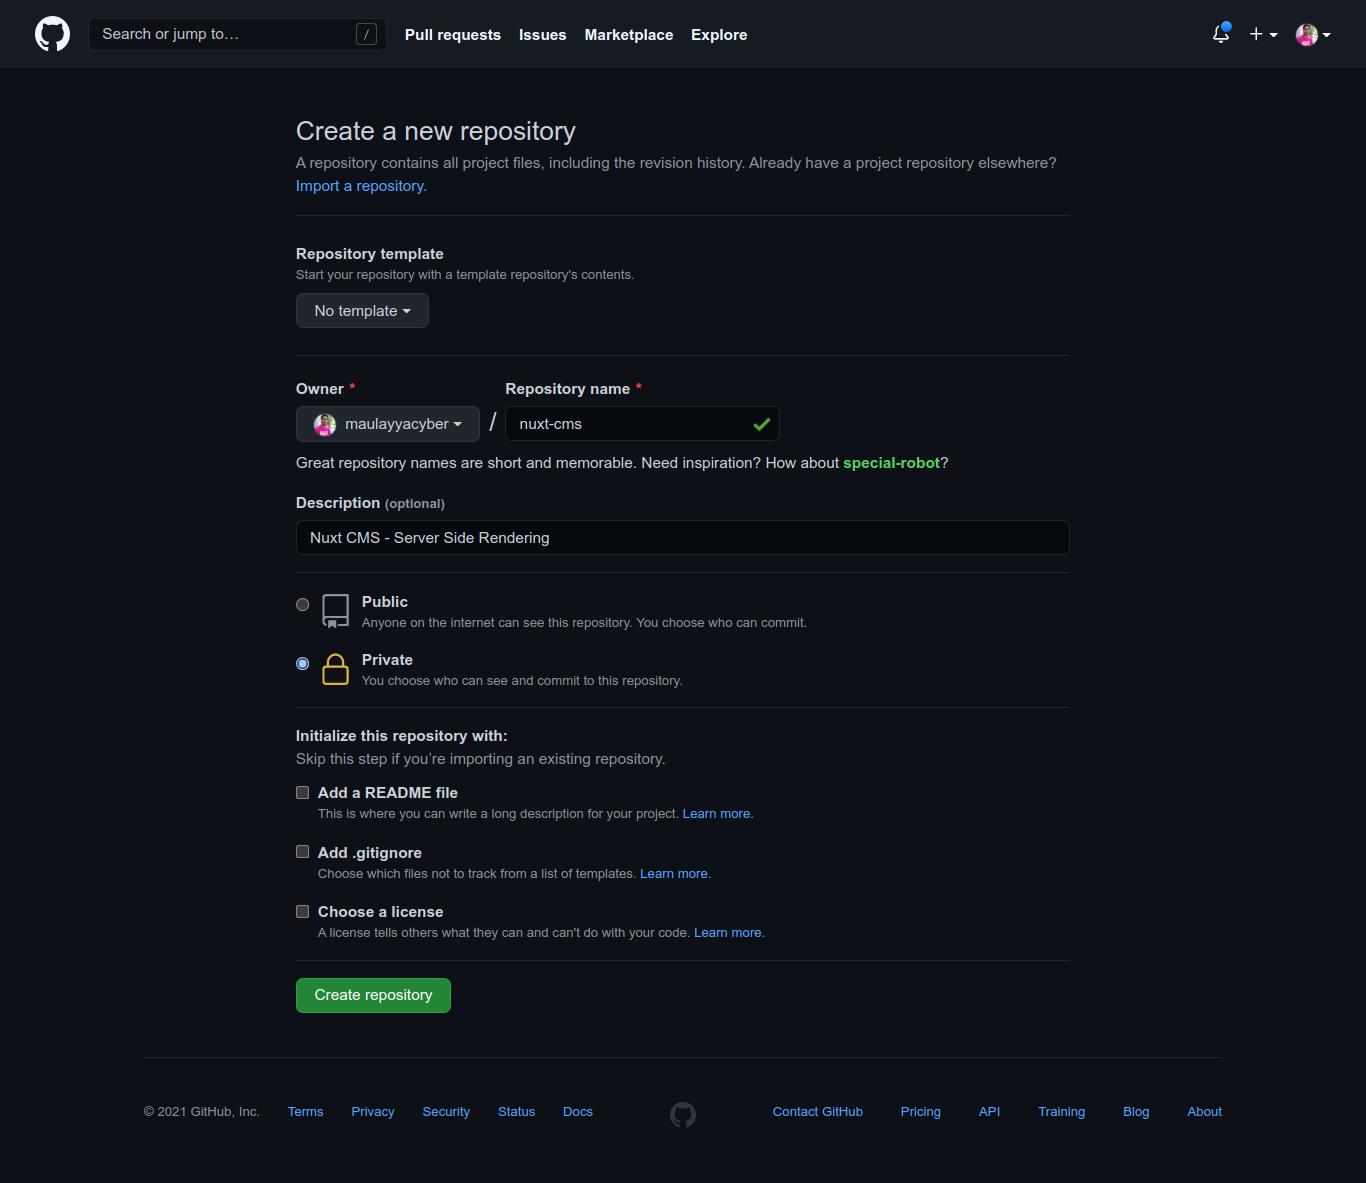 Search or jump to…
/
Pull requests
Issues
Marketplace
Explore
Create a new repository
A repository contains all project files, including the revision history. Already have a project repository elsewhere?
Import a repository.
Repository template
Start your repository with a template repository's contents.
No template
Owner *
Repository name *
maulayyacyber
/
nuxt-cms
Great repository names are short and memorable. Need inspiration? How about special-robot?
Description (optional)
Nuxt CMS - Server Side Rendering
Public
Anyone on the internet can see this repository. You choose who can commit.
Private
You choose who can see and commit to this repository.
Initialize this repository with:
Skip this step if you’re importing an existing repository.
Add a README file
This is where you can write a long description for your project. Learn more.
Add .gitignore
Choose which files not to track from a list of templates. Learn more.
Choose a license
A license tells others what they can and can't do with your code. Learn more.
Create repository
© 2021 GitHub, Inc.
Terms
Privacy
Security
Status
Docs
Contact GitHub
Pricing
API
Training
Blog
About